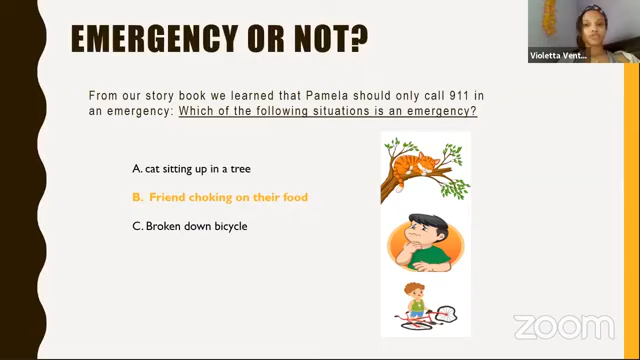 EMERGENCY OR NOT?
Violetta Vent...
From our story book we learned that Pamela should only call 911 in
an emergency: Which of the following situations is an emergency?
A. cat sitting up in a tree
B. Friend choking on their food
C. Broken down bicycle
zoom